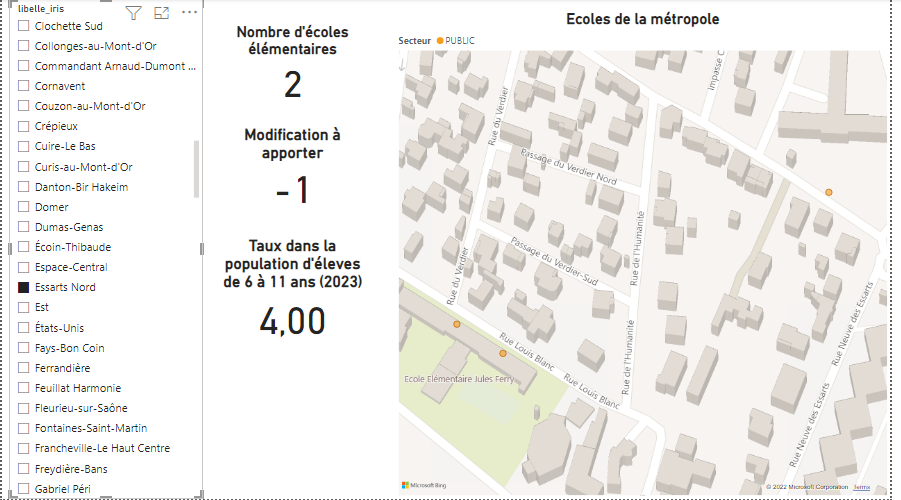 libelle_iris
Clochette Sud
Collonges-au-Mont-d'Or
Commandant Arnaud-Dumont ...
Cornavent
Couzon-au-Mont-d'Or
Crépieux
Cuire-Le Bas
Curis-au-Mont-d'Or
Danton-Bir Hakeim
Domer
Dumas-Genas
Écoin-Thibaude
Espace-Central
Essarts Nord
Est
États-Unis
Fays-Bon Coin
Ferrandière
Feuillat Harmonie
Fleurieu-sur-Saône
Fontaines-Saint-Martin
Francheville-Le Haut Centre
Freydière-Bans
Gabriel Péri
Nombre d'écoles
élémentaires
2
Modification à
apporter
-1
Taux dans la
population d'éleves
de 6 à 11 ans (2023)
4,00
Ecoles de la métropole
Secteur PUBLIC
Impasse C
Rue du Verdier
Passage du Verdier Nord
Rue de l'Humanité
Passage du Verdier-Sud
Rue du Verdier
Rue Neuve des Essarts
Rue Louis Blanc
Rue de l'Humanité
Ecole Elémentaire Jules Ferry
Rue Louis Blanc
Rue Neuve des Essarts
Microsoft Bing
© 2022 Microsoft Corporation Terms